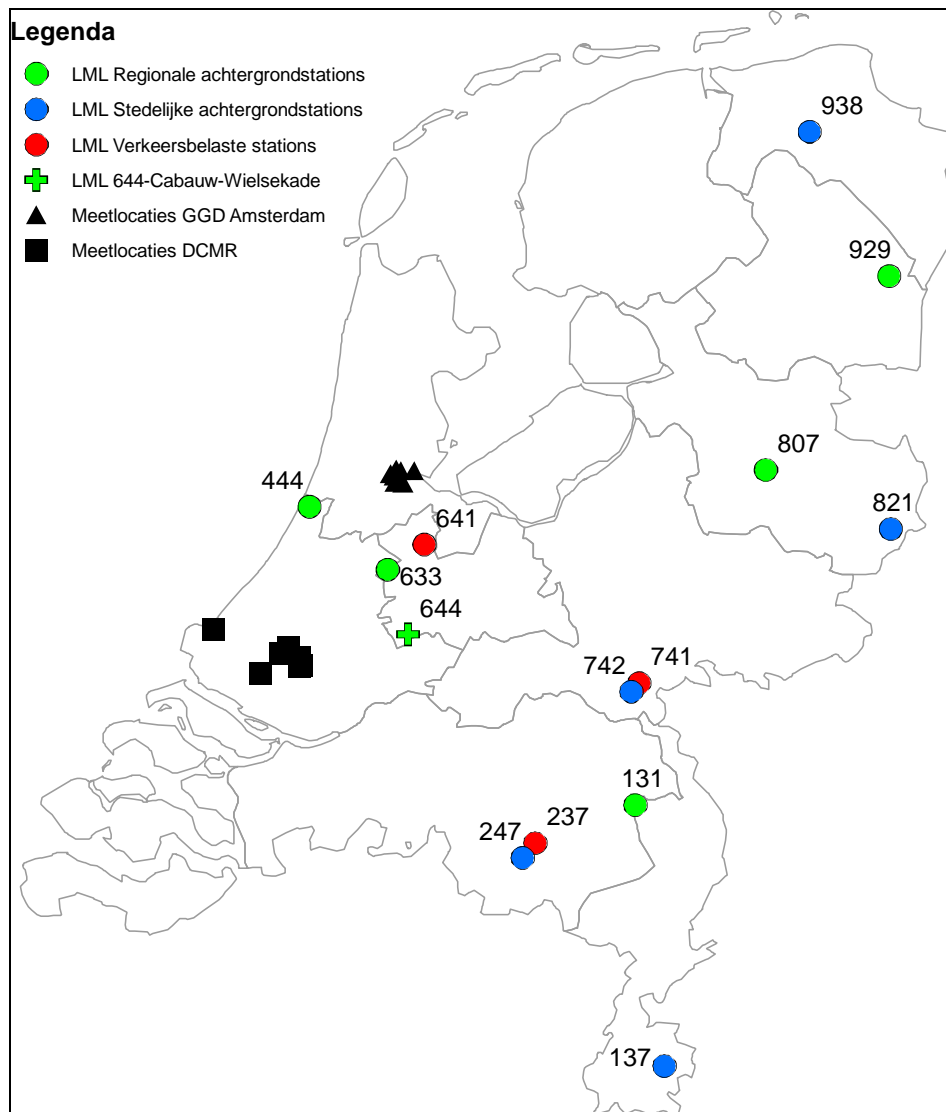 Legenda
LML Regionale achtergrondstations
LML Stedelijke achtergrondstations
LML Verkeersbelaste stations
LML 644-Cabauw-Wielsekade
Meetlocaties GGD Amsterdam
Meetlocaties DCMR
938
929
807
444
821
641
633
644
742
741
131
247
237
137